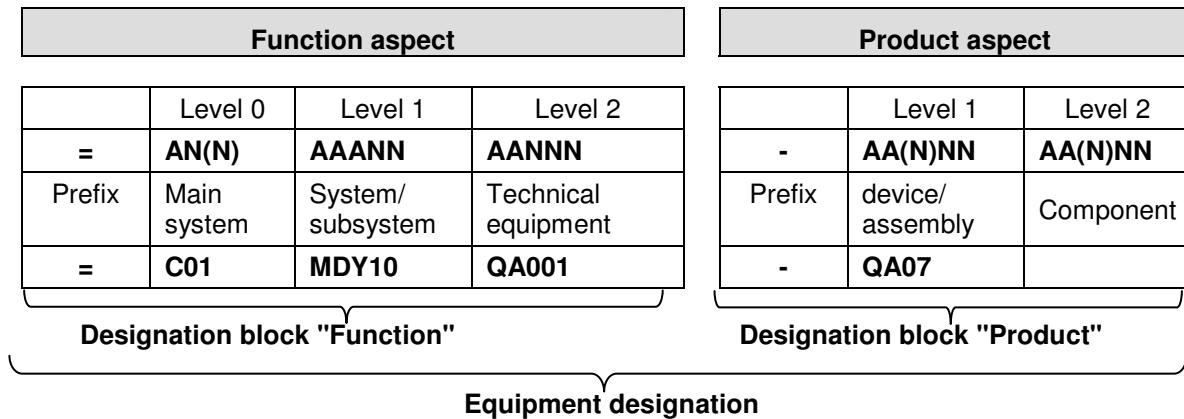 Function aspect Product aspect
Level 0 Level 1 Level 2 Level 1 Level 2
= AN(N) AAANN AANNN - AA(N)NN AA(N)NN
Prefix Main system System/ subsystem Technical equipment Prefix device/ assembly Component
= C01 MDY10 QA001 - QA07
Designation block "Function" Designation block "Product"
Equipment designation